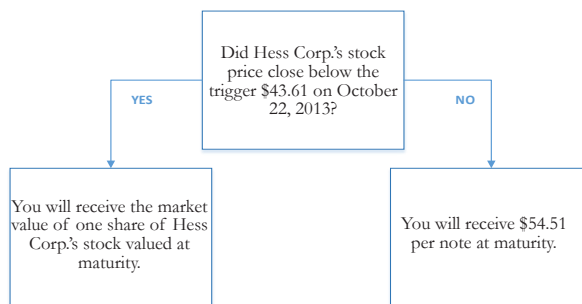 Did Hess Corp.'s stock
price close below the
trigger $43.61 on October
22, 2013?
YES
NO
You will receive the market
value of one share of Hess
Corp.'s stock valued at
maturity.
You will receive $54.51
per note at maturity.